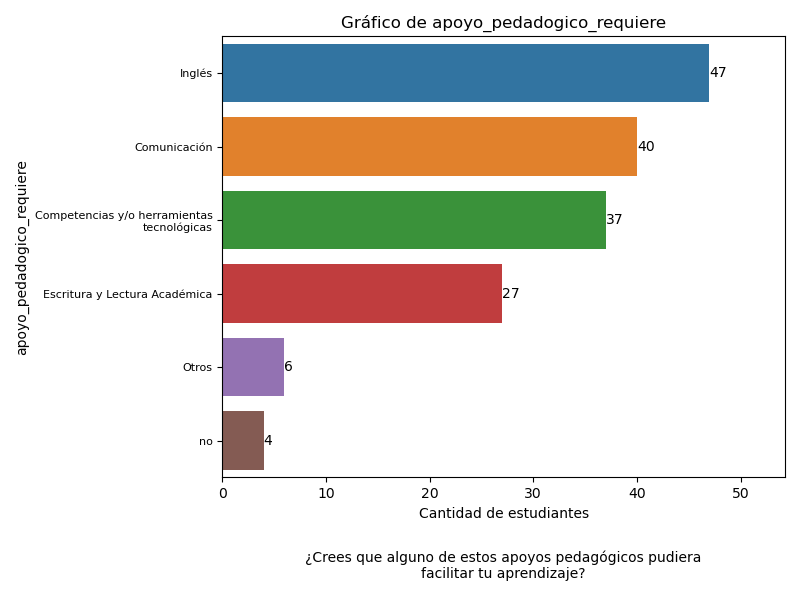 Gráfico de apoyo_pedadogico_requiere
apoyo_pedadogico_requiere
Inglés
47
Comunicación
40
Competencias y/o herramientas
tecnológicas
37
Escritura y Lectura Académica
27
Otros
6
no
4
0 10 20 30 40 50
Cantidad de estudiantes
¿Crees que alguno de estos apoyos pedagógicos pudiera
facilitar tu aprendizaje?